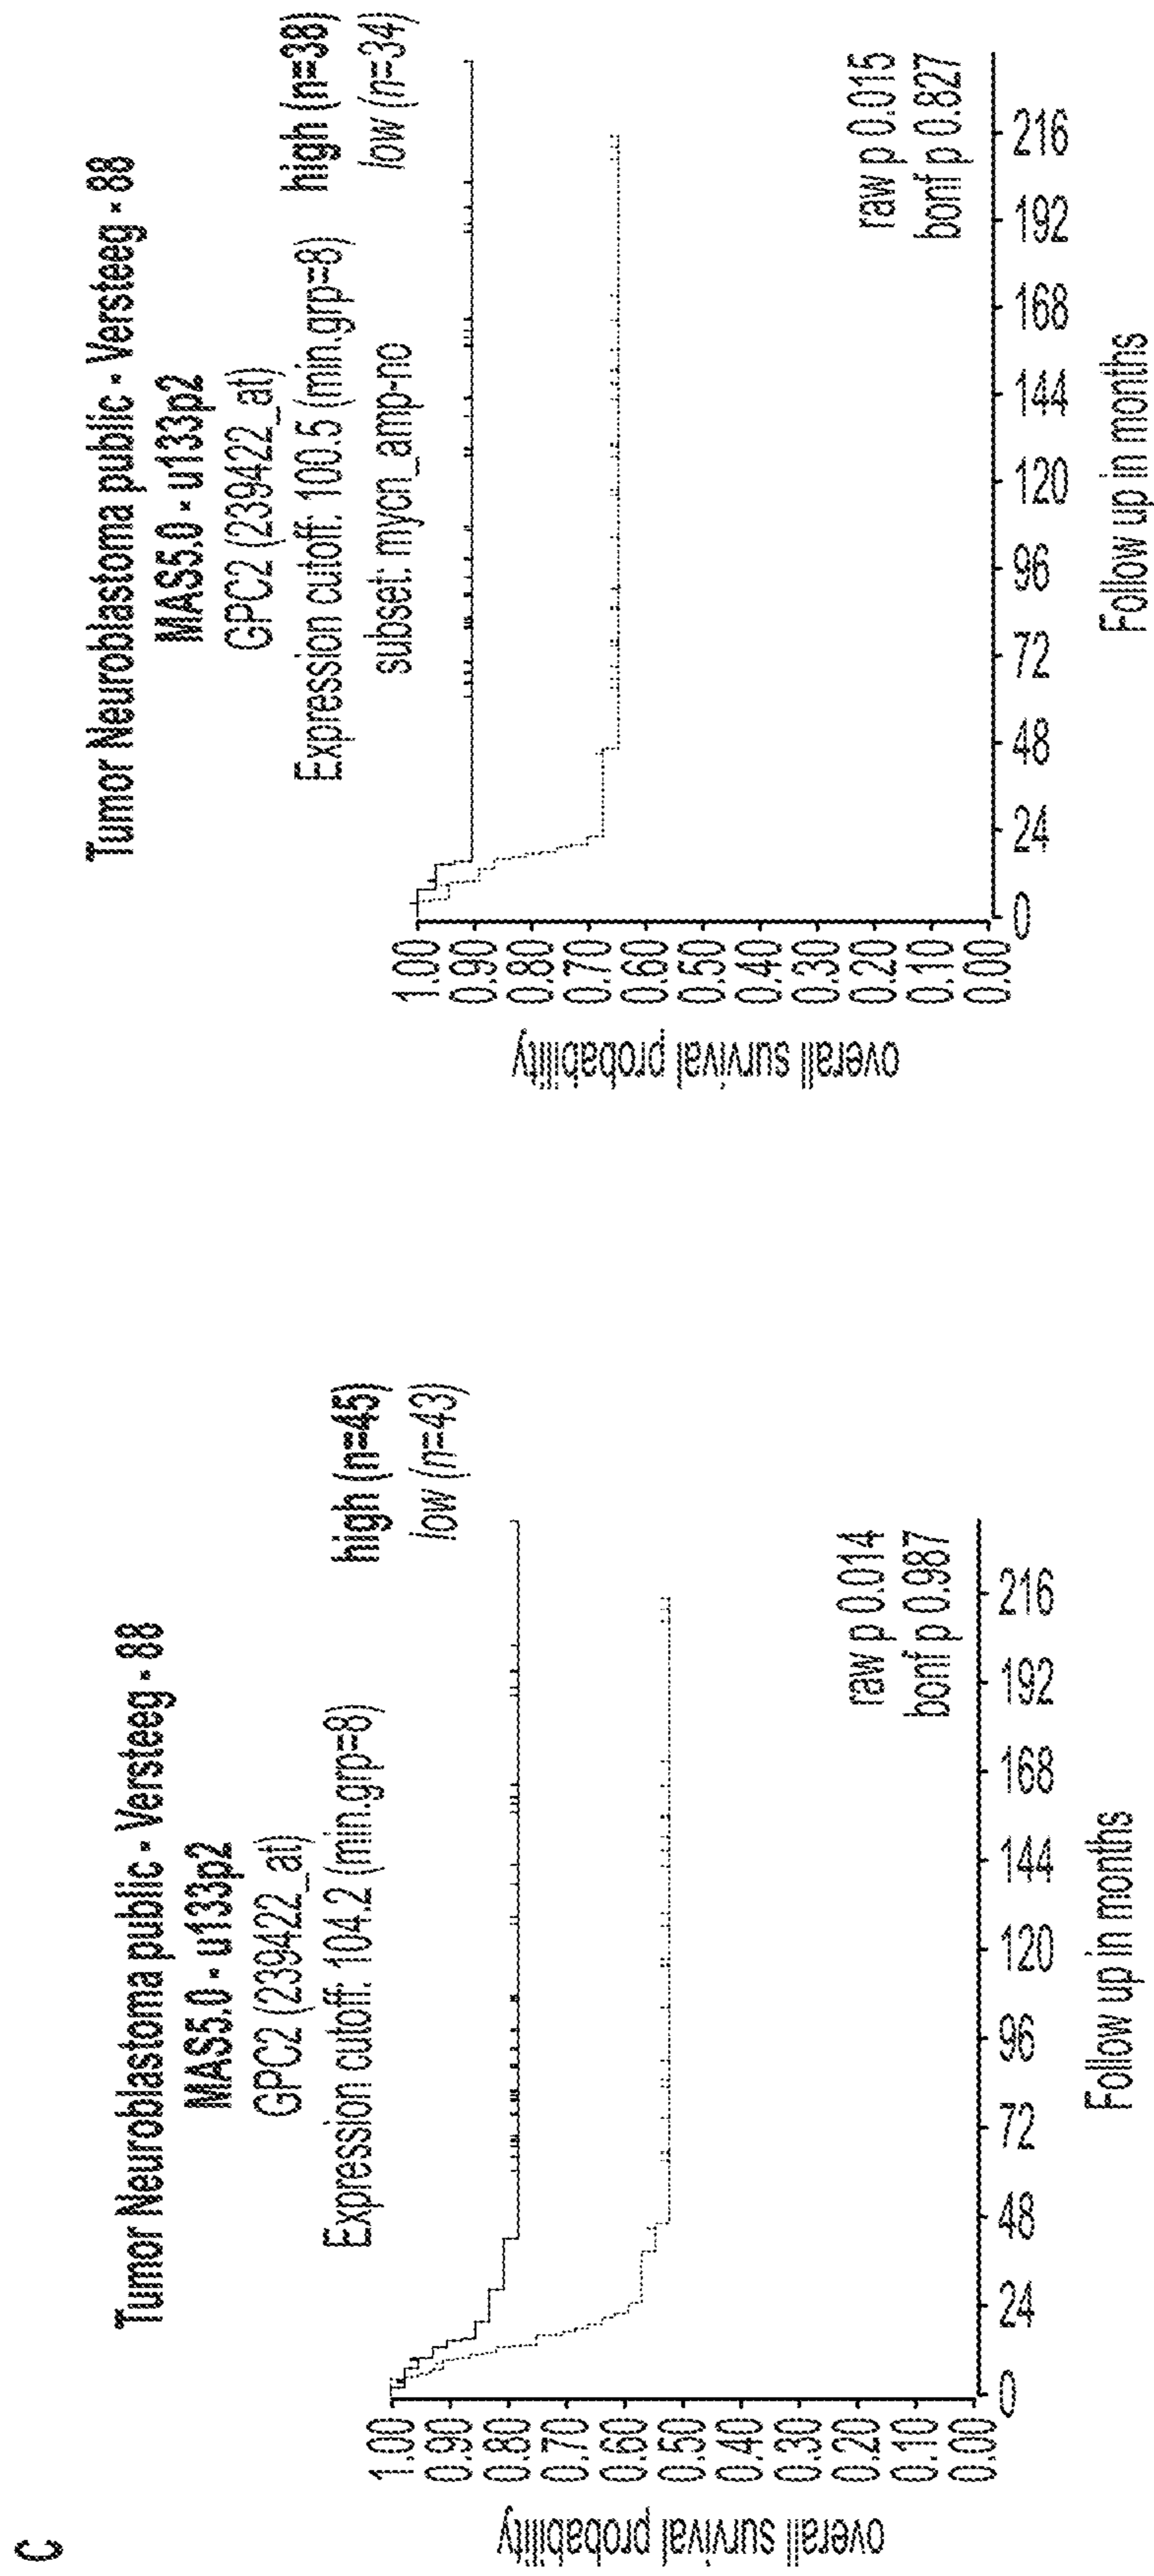 C
Tumor Neuroblastoma public - Versteeg - 88
MAS5.0 - u133p2
GPC2 (239422_at)
Expression cutoff: 104.2 (min.grp=8)
high (n=45)
low (n=43)
overall survival probability
1.00
0.90
0.80
0.70
0.60
0.50
0.40
0.30
0.20
0.10
0.00
raw p 0.014
bonf p 0.987
0 24 48 72 96 120 144 168 192 216
Follow up in months
Tumor Neuroblastoma public - Versteeg - 88
MAS5.0 - u133p2
GPC2 (239422_at)
Expression cutoff: 100.5 (min.grp=8)
subset: mycn_amp-no
high (n=38)
low (n=34)
overall survival probability
1.00
0.90
0.80
0.70
0.60
0.50
0.40
0.30
0.20
0.10
0.00
raw p 0.015
bonf p 0.827
0 24 48 72 96 120 144 168 192 216
Follow up in months